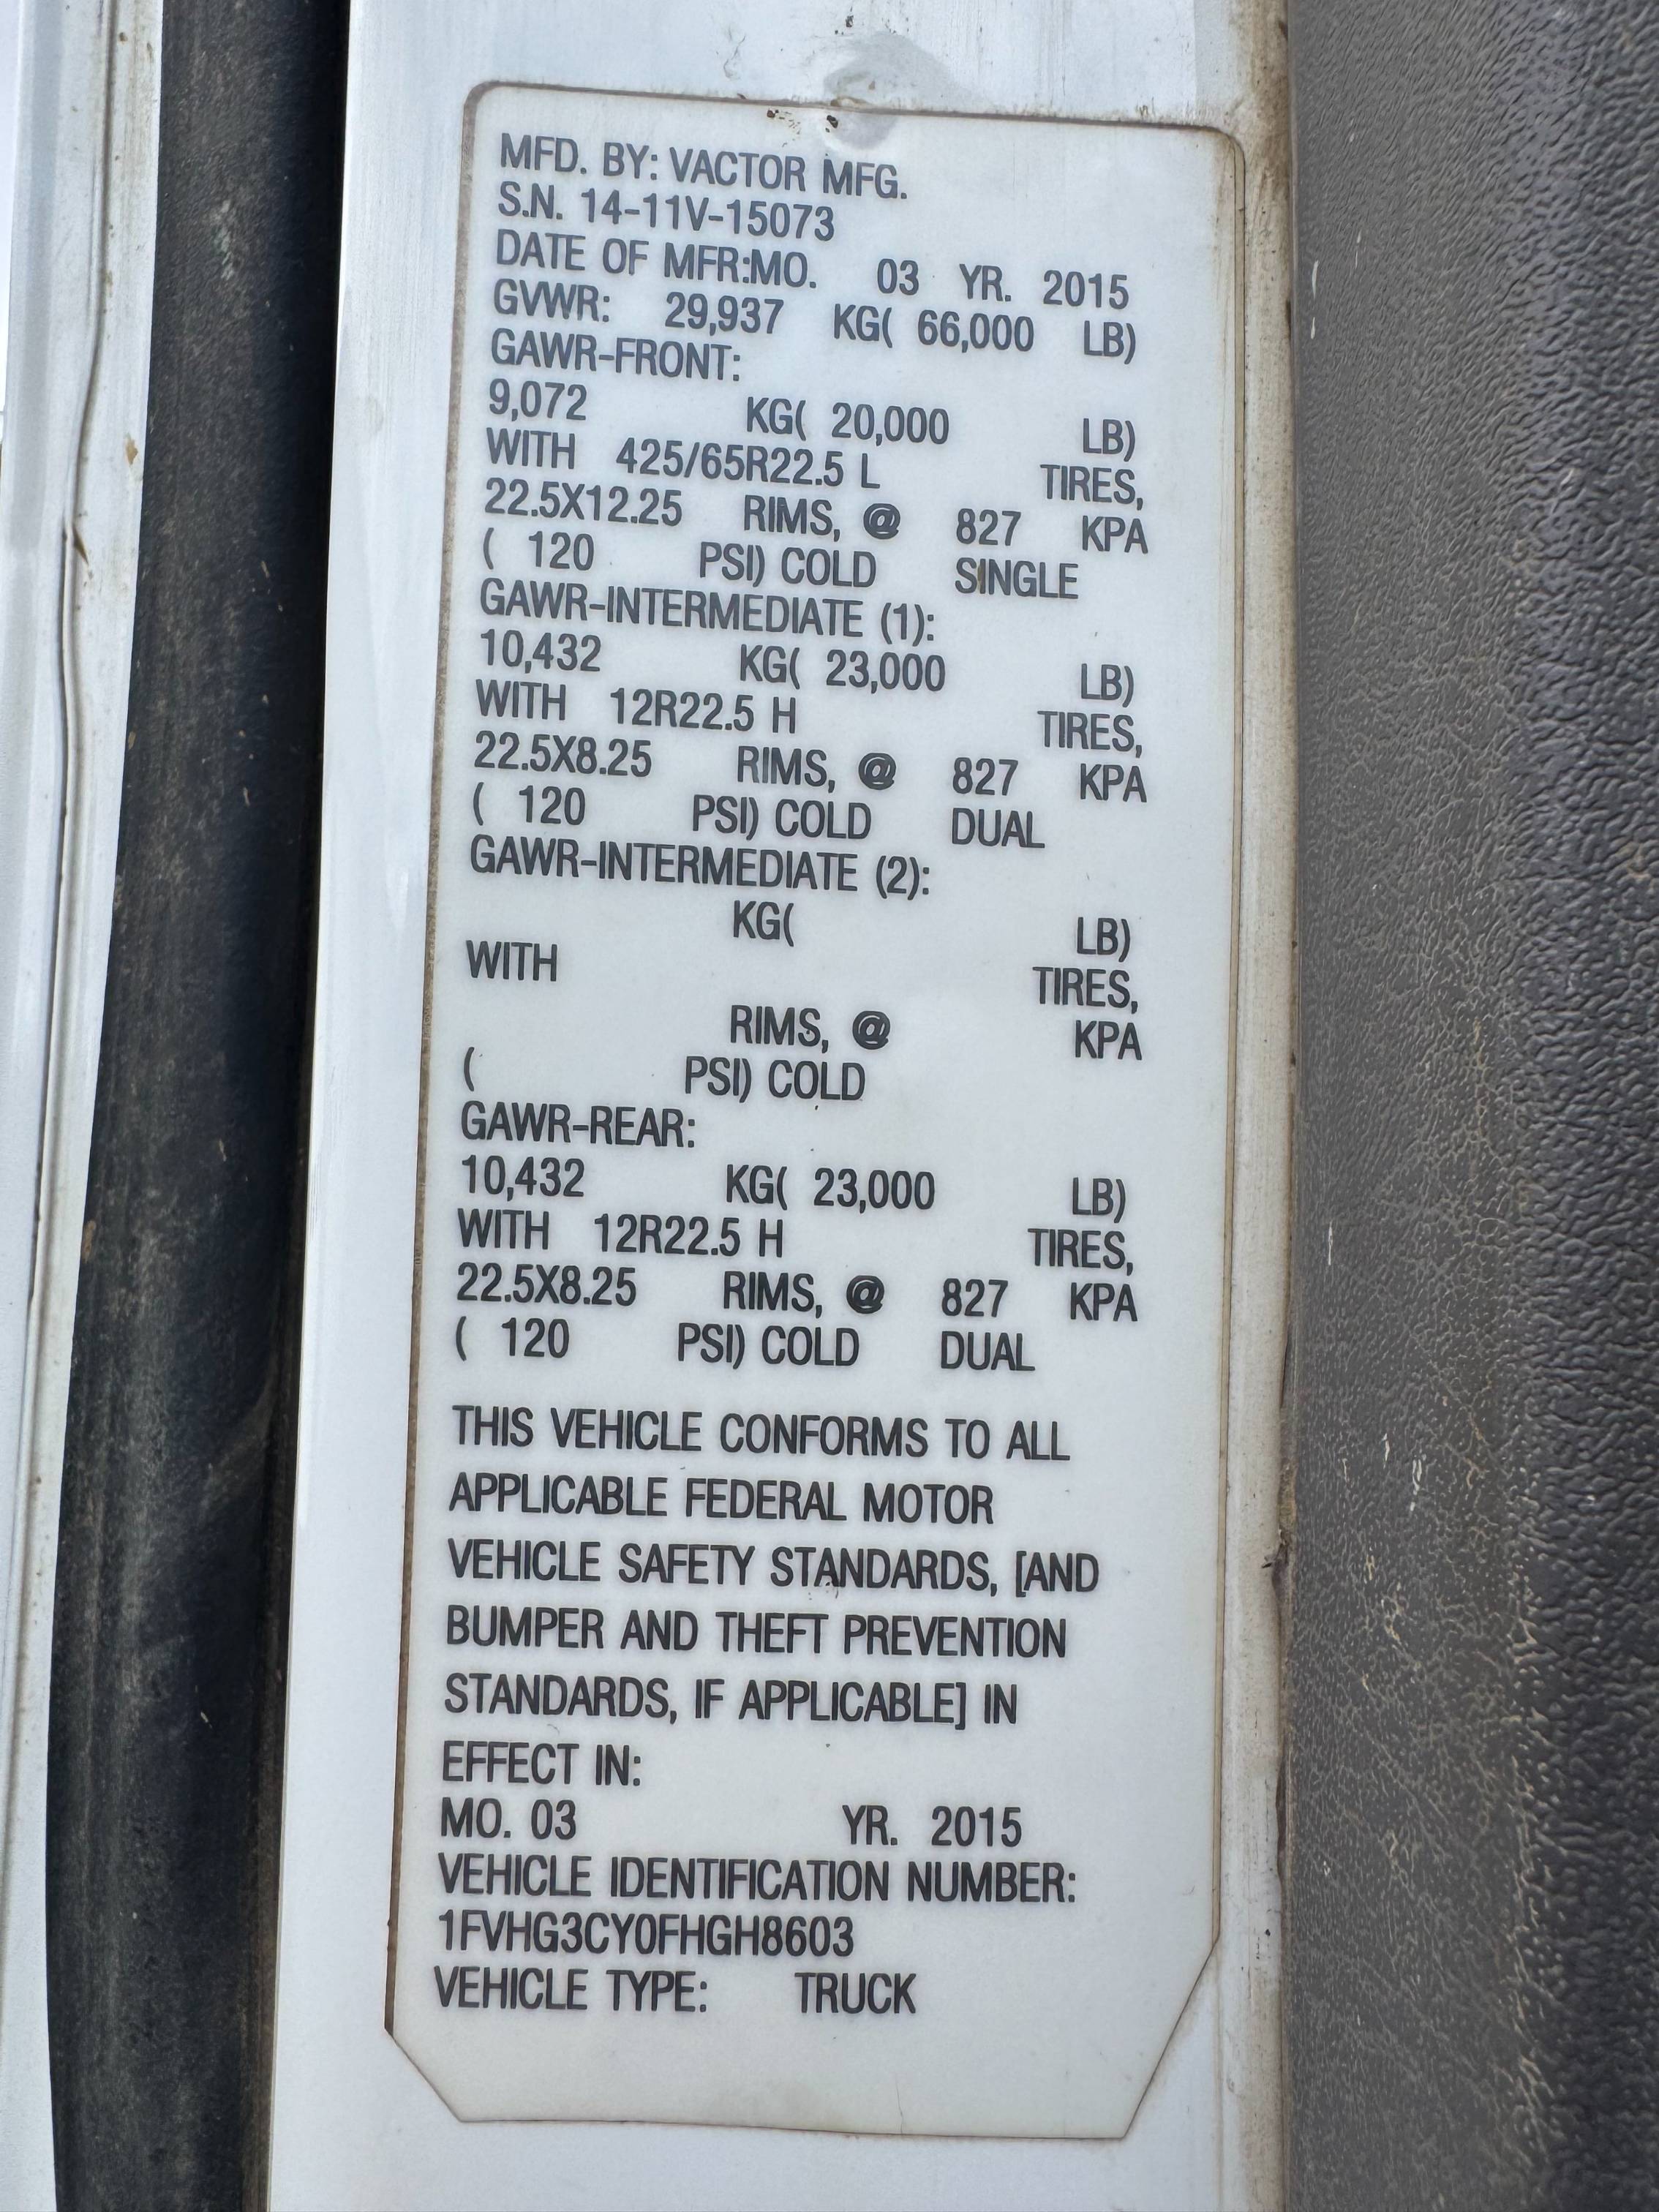 MFD. BY: VACTOR MFG.
S.N. 14-11V-15073
DATE OF MFR:MO. 03 YR. 2015
GVWR: 29,937 KG( 66,000 LB)
GAWR-FRONT:
9,072 KG( 20,000 LB)
WITH 425/65R22.5 L TIRES,
22.5X12.25 RIMS, @ 827 KPA
( 120 PSI) COLD SINGLE
GAWR-INTERMEDIATE (1):
10,432 KG( 23,000 LB)
WITH 12R22.5 H TIRES,
22.5X8.25 RIMS, @ 827 KPA
( 120 PSI) COLD DUAL
GAWR-INTERMEDIATE (2):
KG( LB)
WITH TIRES,
RIMS, @ KPA
( PSI) COLD
GAWR-REAR:
10,432 KG( 23,000 LB)
WITH 12R22.5 H TIRES,
22.5X8.25 RIMS, @ 827 KPA
( 120 PSI) COLD DUAL
THIS VEHICLE CONFORMS TO ALL
APPLICABLE FEDERAL MOTOR
VEHICLE SAFETY STANDARDS, [AND
BUMPER AND THEFT PREVENTION
STANDARDS, IF APPLICABLE] IN
EFFECT IN:
MO. 03 YR. 2015
VEHICLE IDENTIFICATION NUMBER:
1FVHG3CY0FHGH8603
VEHICLE TYPE: TRUCK